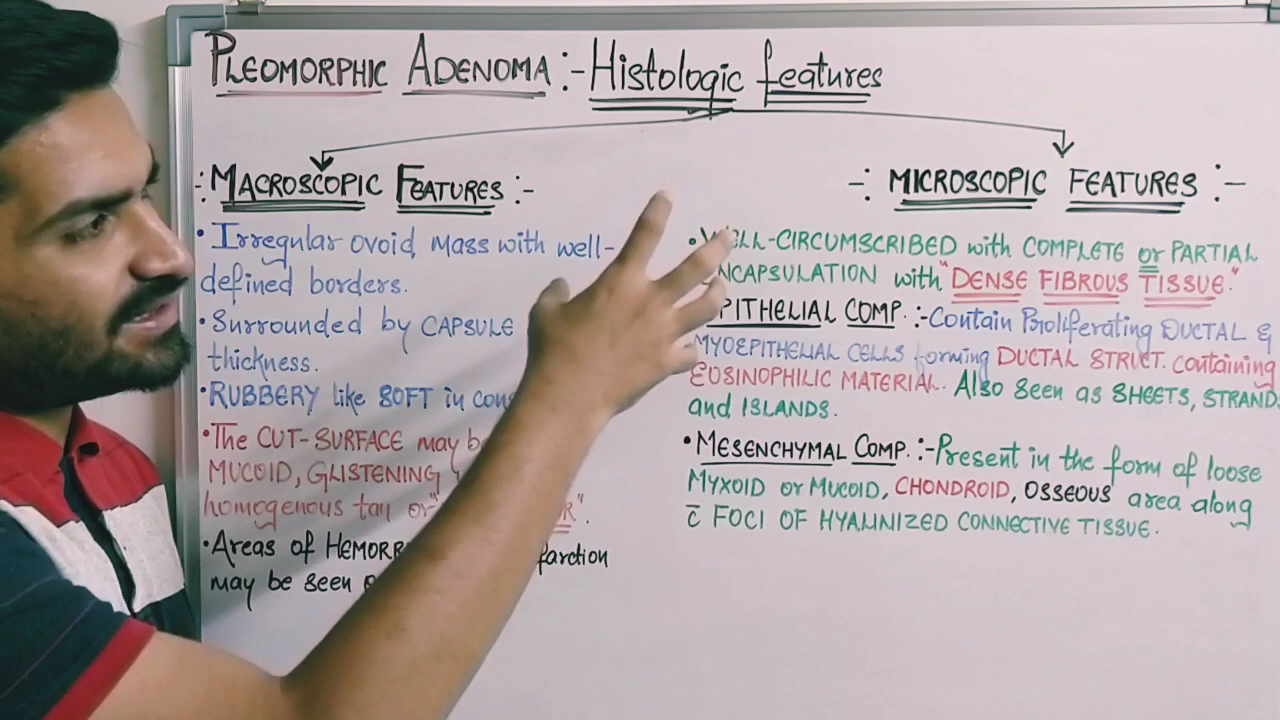 PLEOMORPHIC ADENOMA :- Histologic features
-: MACROSCOPIC FEATURES :-
• Irregular ovoid mass with well-
defined borders.
• Surrounded by CAPSULE
thickness.
• RUBBERY like SOFT in
• The CUT-SURFACE may
MUCOID, GLISTENING
homogenous tan or "
• Areas of
may be seen
-: MICROSCOPIC FEATURES :-
• WELL-CIRCUMSCRIBED with COMPLETE or PARTIAL
with "DENSE FIBROUS TISSUE."
COMP. :- Contain Proliferating DUCTAL &
MYOEPITHELIAL CELLS forming DUCTAL STRUCT. containing
EOSINOPHILIC MATERIAL. Also seen as SHEETS, STRANDS
and ISLANDS.
• MESENCHYMAL COMP. :- Present in the form of loose
MYXOID or MUCOID, CHONDROID, OSSEOUS area along
c̄ FOCI OF HYALINIZED CONNECTIVE TISSUE.